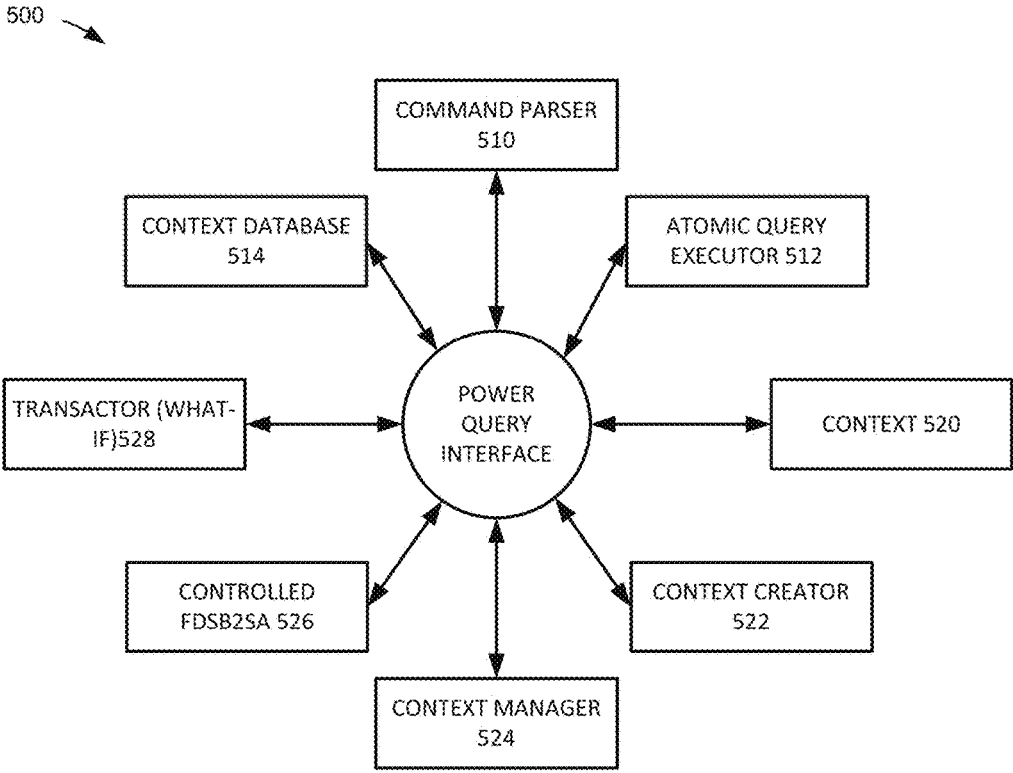 500
COMMAND PARSER
510
CONTEXT DATABASE
514
ATOMIC QUERY
EXECUTOR 512
TRANSACTOR (WHAT-
IF)528
POWER
QUERY
INTERFACE
CONTEXT 520
CONTROLLED
FDSB2SA 526
CONTEXT CREATOR
522
CONTEXT MANAGER
524